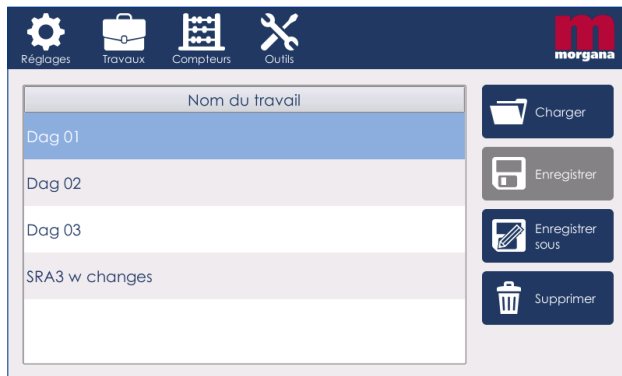 Réglages Travaux Compteurs Outils
morgana
Nom du travail
Dag 01
Dag 02
Dag 03
SRA3 w changes
Charger
Enregistrer
Enregistrer
sous
Supprimer